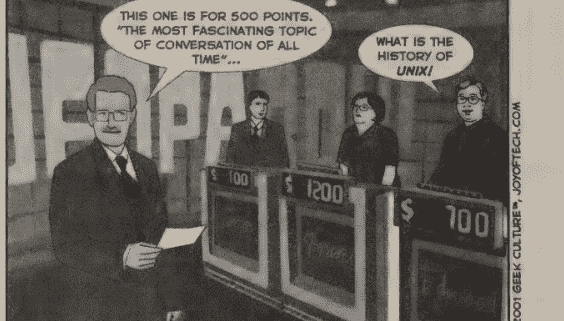 THIS ONE IS FOR 500 POINTS.
"THE MOST FASCINATING TOPIC
OF CONVERSATION OF ALL
TIME"...
WHAT IS THE
HISTORY OF
UNIX!
$ 100
$ 1200
$ 700
2001 GEEK CULTURE™, JOYOFTECH.COM